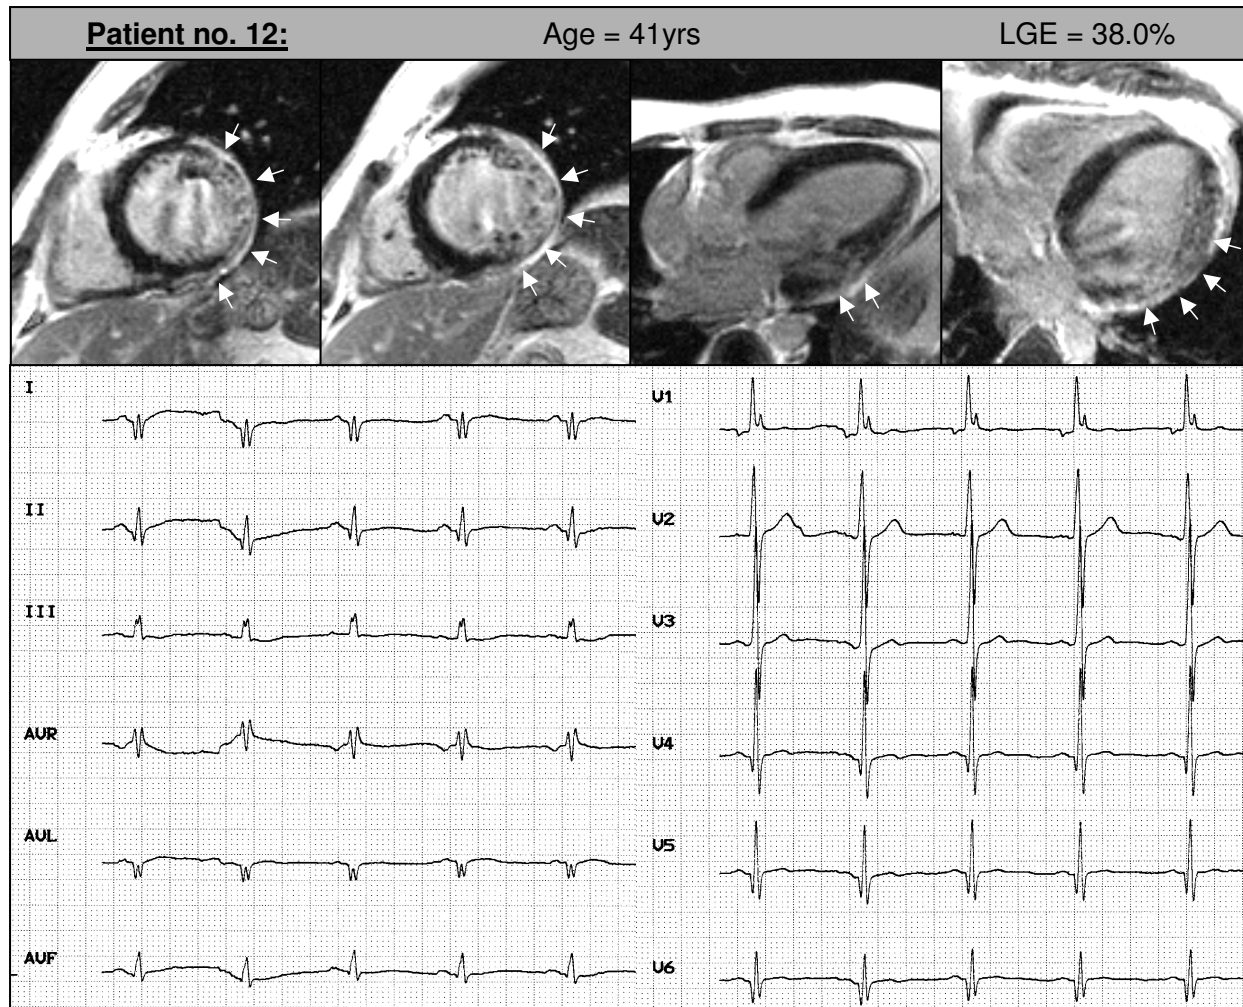 Patient no. 12: Age = 41yrs LGE = 38.0%
I
II
III
AVR
AVL
AVF
V1
V2
V3
V4
V5
V6